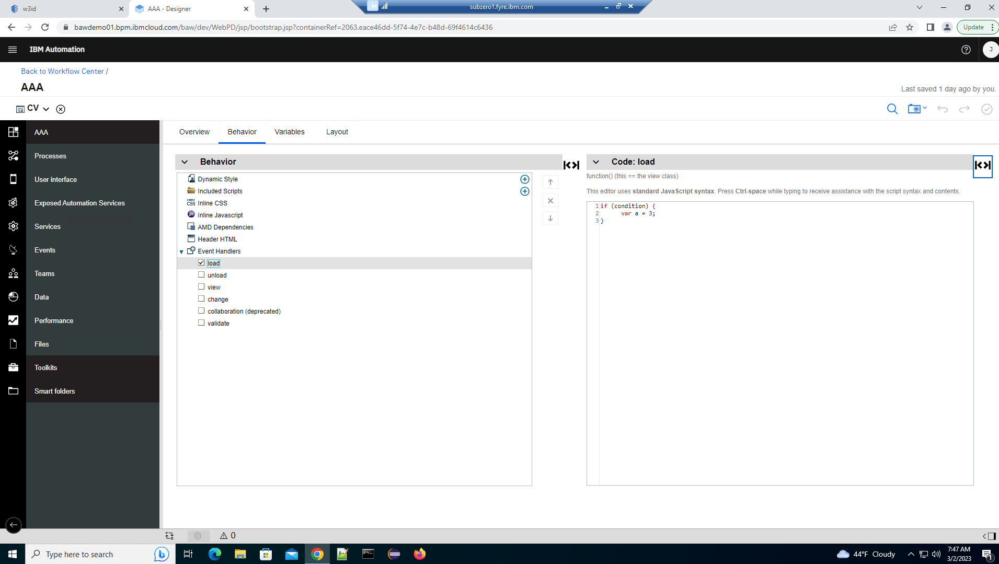 w3id
AAA - Designer
subzero1.fyre.ibm.com
bawdemo01.bpm.ibmcloud.com/baw/dev/WebPD/jsp/bootstrap.jsp?containerRef=2063.eace46dd-5f74-4e7c-b48d-69f4614c6436
Update
IBM Automation
J
Back to Workflow Center /
AAA
Last saved 1 day ago by you.
CV
AAA
Processes
User interface
Exposed Automation Services
Services
Events
Teams
Data
Performance
Files
Toolkits
Smart folders
Overview
Behavior
Variables
Layout
Behavior
Dynamic Style
Included Scripts
Inline CSS
Inline Javascript
AMD Dependencies
Header HTML
Event Handlers
load
unload
view
change
collaboration (deprecated)
validate
Code: load
function() (this == the view class)
This editor uses standard JavaScript syntax. Press Ctrl-space while typing to receive assistance with the script syntax and contents.
1 if (condition) {
2 var a = 3;
3 }
0
Type here to search
44°F Cloudy
7:47 AM
3/2/2023
1